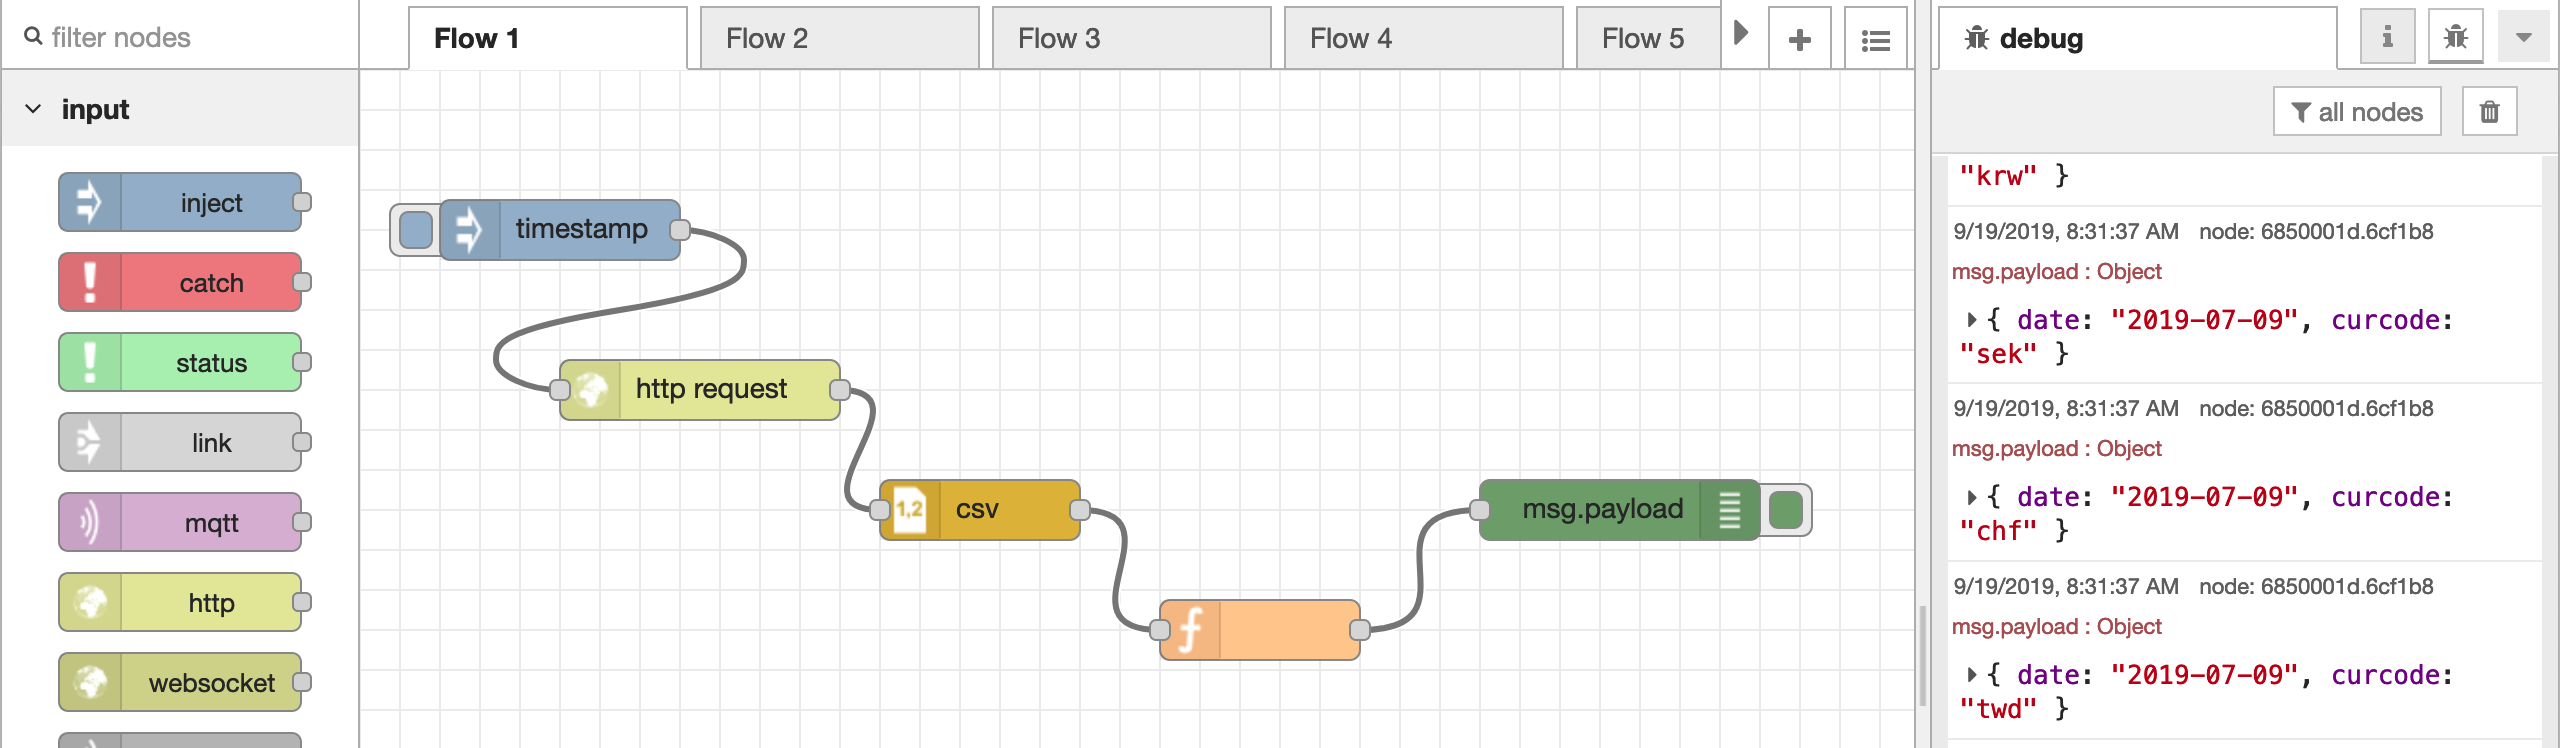 filter nodes
Flow 1
Flow 2
Flow 3
Flow 4
Flow 5
debug
input
all nodes
inject
catch
status
link
mqtt
http
websocket
timestamp
http request
1,2
csv
msg.payload
"krw" }
9/19/2019, 8:31:37 AM node: 6850001d.6cf1b8
msg.payload : Object
{ date: "2019-07-09", curcode:
"sek" }
9/19/2019, 8:31:37 AM node: 6850001d.6cf1b8
msg.payload : Object
{ date: "2019-07-09", curcode:
"chf" }
9/19/2019, 8:31:37 AM node: 6850001d.6cf1b8
msg.payload : Object
{ date: "2019-07-09", curcode:
"twd" }